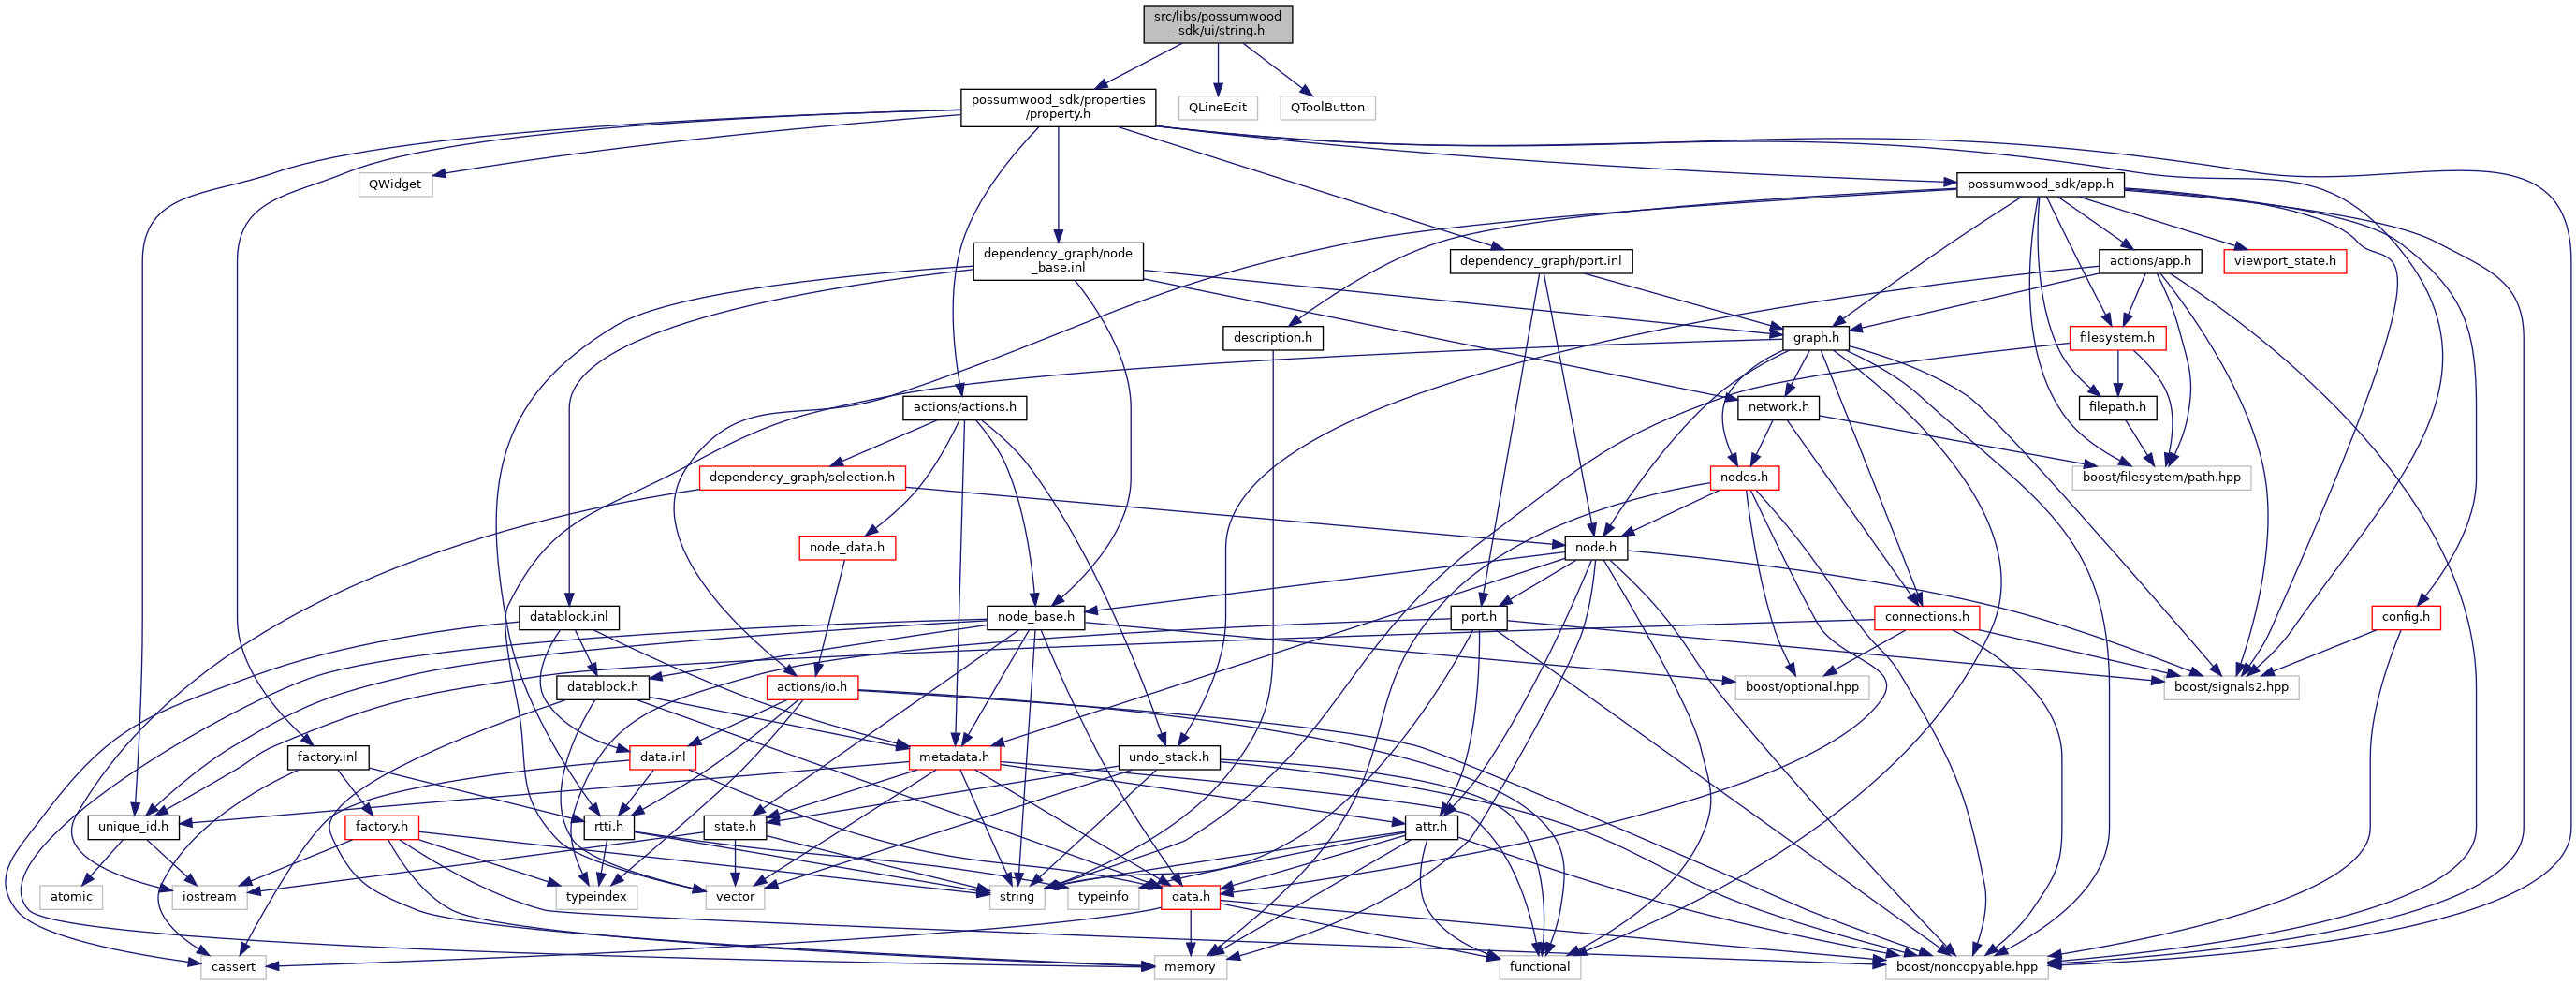 src/libs/possumwood
_sdk/ui/string.h
possumwood_sdk/properties
/property.h
QLineEdit
QToolButton
QWidget
possumwood_sdk/app.h
dependency_graph/node
_base.inl
dependency_graph/port.inl
actions/app.h
viewport_state.h
description.h
graph.h
filesystem.h
actions/actions.h
network.h
filepath.h
dependency_graph/selection.h
nodes.h
boost/filesystem/path.hpp
node_data.h
node.h
datablock.inl
node_base.h
port.h
connections.h
config.h
datablock.h
actions/io.h
boost/optional.hpp
boost/signals2.hpp
factory.inl
data.inl
metadata.h
undo_stack.h
unique_id.h
factory.h
rtti.h
state.h
attr.h
atomic
iostream
typeindex
vector
string
typeinfo
data.h
cassert
memory
functional
boost/noncopyable.hpp